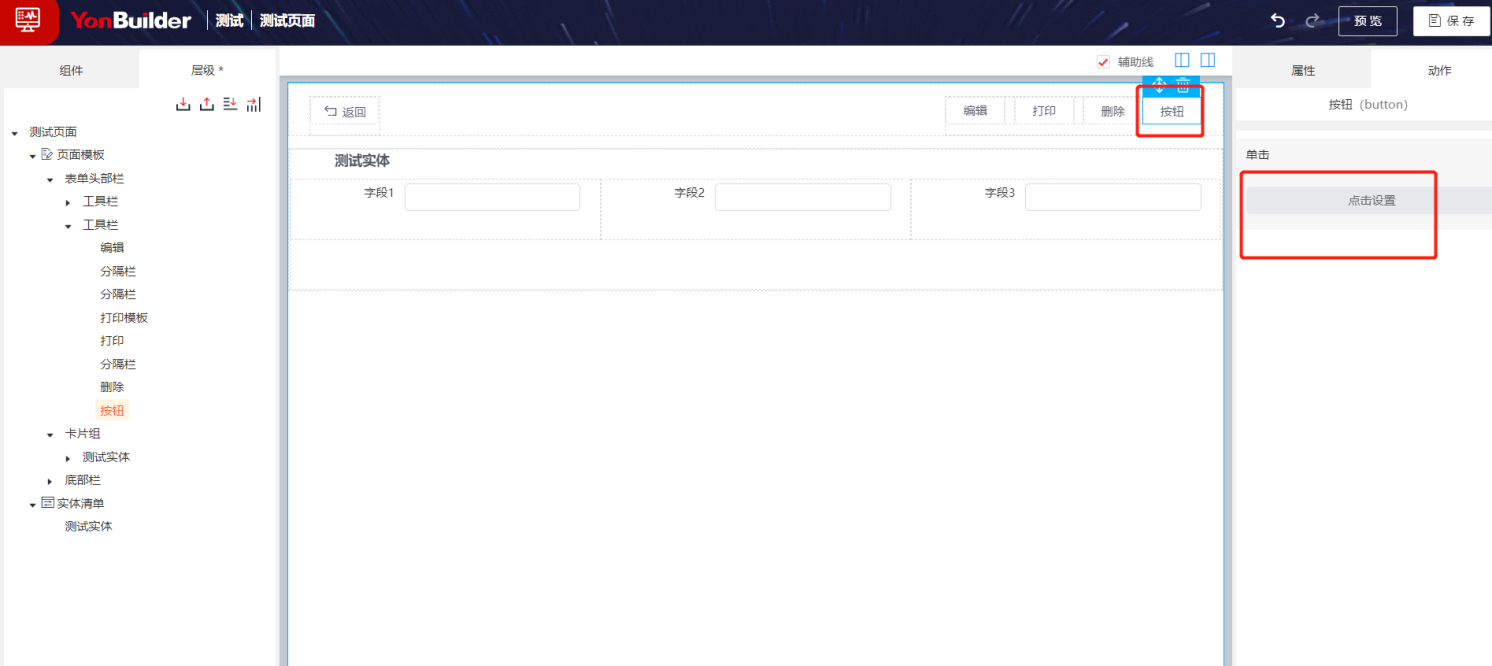 YonBuilder 测试 测试页面 预览 保存
组件 层级 *
辅助线
属性 动作
按钮（button）
测试页面
页面模板
表单头部栏
工具栏
工具栏
编辑
分隔栏
分隔栏
打印模板
打印
分隔栏
删除
按钮
卡片组
测试实体
底部栏
实体清单
测试实体
返回 编辑 打印 删除 按钮
测试实体
字段1 字段2 字段3
单击
点击设置